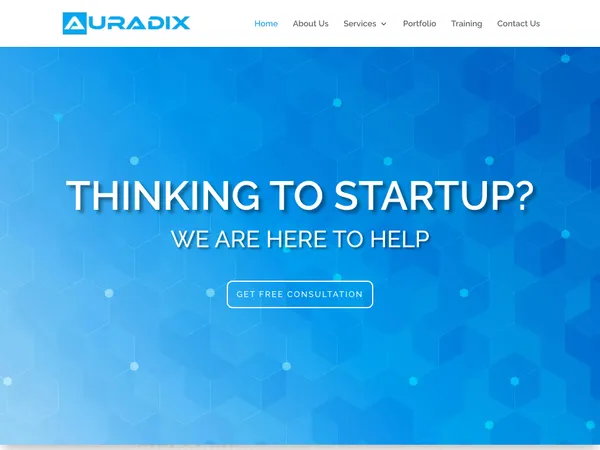 AURADIX
Home About Us Services Portfolio Training Contact Us
THINKING TO STARTUP?
WE ARE HERE TO HELP
GET FREE CONSULTATION